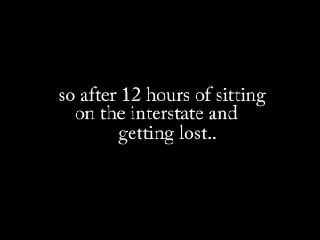 so after 12 hours of sitting
on the interstate and
getting lost..